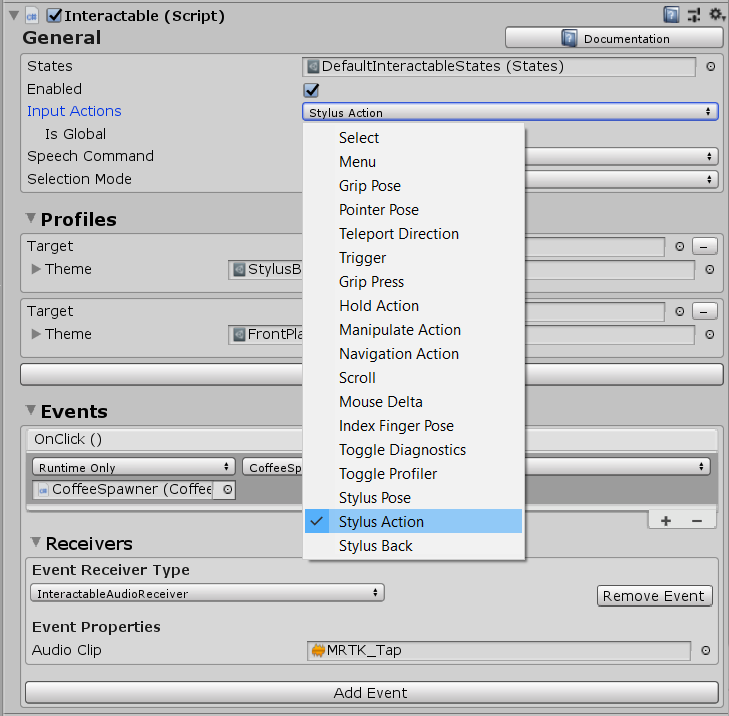 Interactable (Script)
General
Documentation
States
DefaultInteractableStates (States)
Enabled
Input Actions
Stylus Action
Is Global
Speech Command
Selection Mode
Select
Menu
Grip Pose
Pointer Pose
Teleport Direction
Trigger
Grip Press
Hold Action
Manipulate Action
Navigation Action
Scroll
Mouse Delta
Index Finger Pose
Toggle Diagnostics
Toggle Profiler
Stylus Pose
Stylus Action
Stylus Back
Profiles
Target
Theme
StylusB
Target
Theme
FrontPla
Events
OnClick ()
Runtime Only
CoffeeSp
CoffeeSpawner (Coffee
Receivers
Event Receiver Type
InteractableAudioReceiver
Remove Event
Event Properties
Audio Clip
MRTK_Tap
Add Event